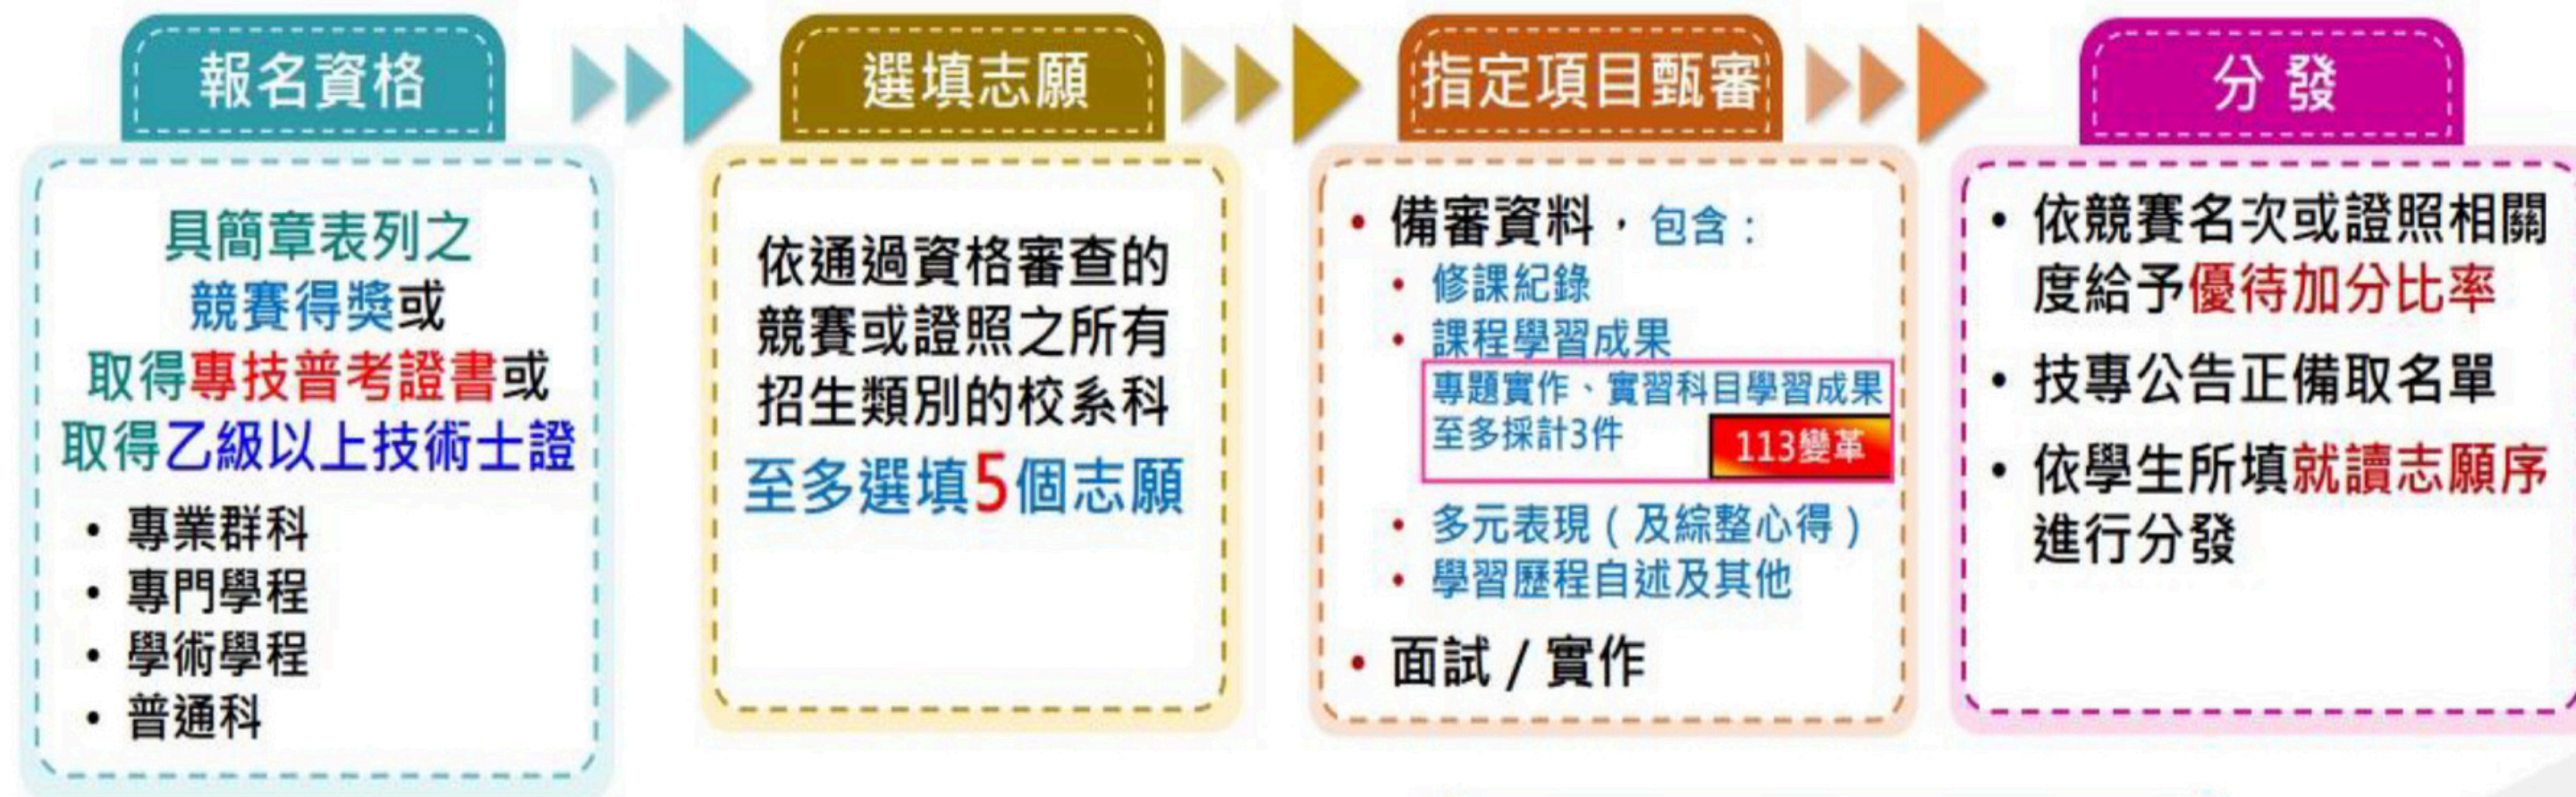 報名資格
具簡章表列之
競賽得獎或
取得專技普考證書或
取得乙級以上技術士證
• 專業群科
• 專門學程
• 學術學程
• 普通科
選填志願
依通過資格審查的
競賽或證照之所有
招生類別的校系科
至多選填5個志願
指定項目甄審
• 備審資料，包含：
• 修課紀錄
• 課程學習成果
專題實作、實習科目學習成果
至多採計3件
113變革
• 多元表現（及綜整心得）
• 學習歷程自述及其他
• 面試 / 實作
分發
• 依競賽名次或證照相關
度給予優待加分比率
• 技專公告正備取名單
• 依學生所填就讀志願序
進行分發